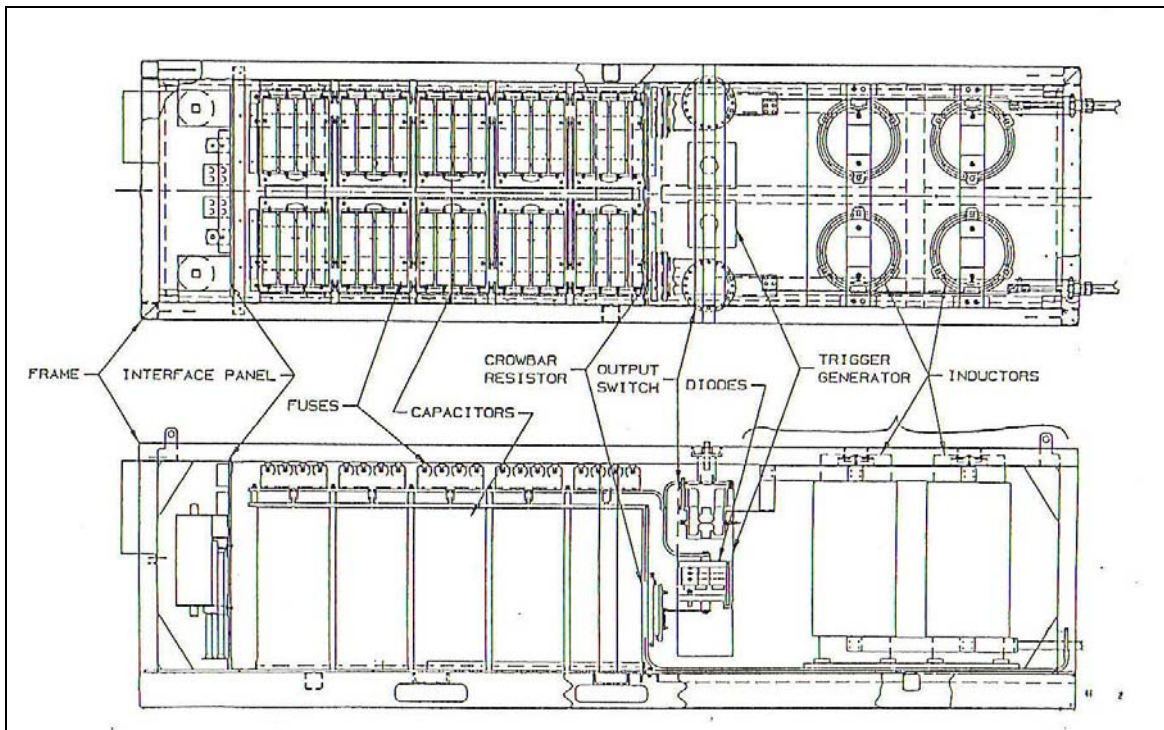 FRAME
INTERFACE PANEL
FUSES
CAPACITORS
CROWBAR
RESISTOR
OUTPUT
SWITCH
DIODES
TRIGGER
GENERATOR
INDUCTORS